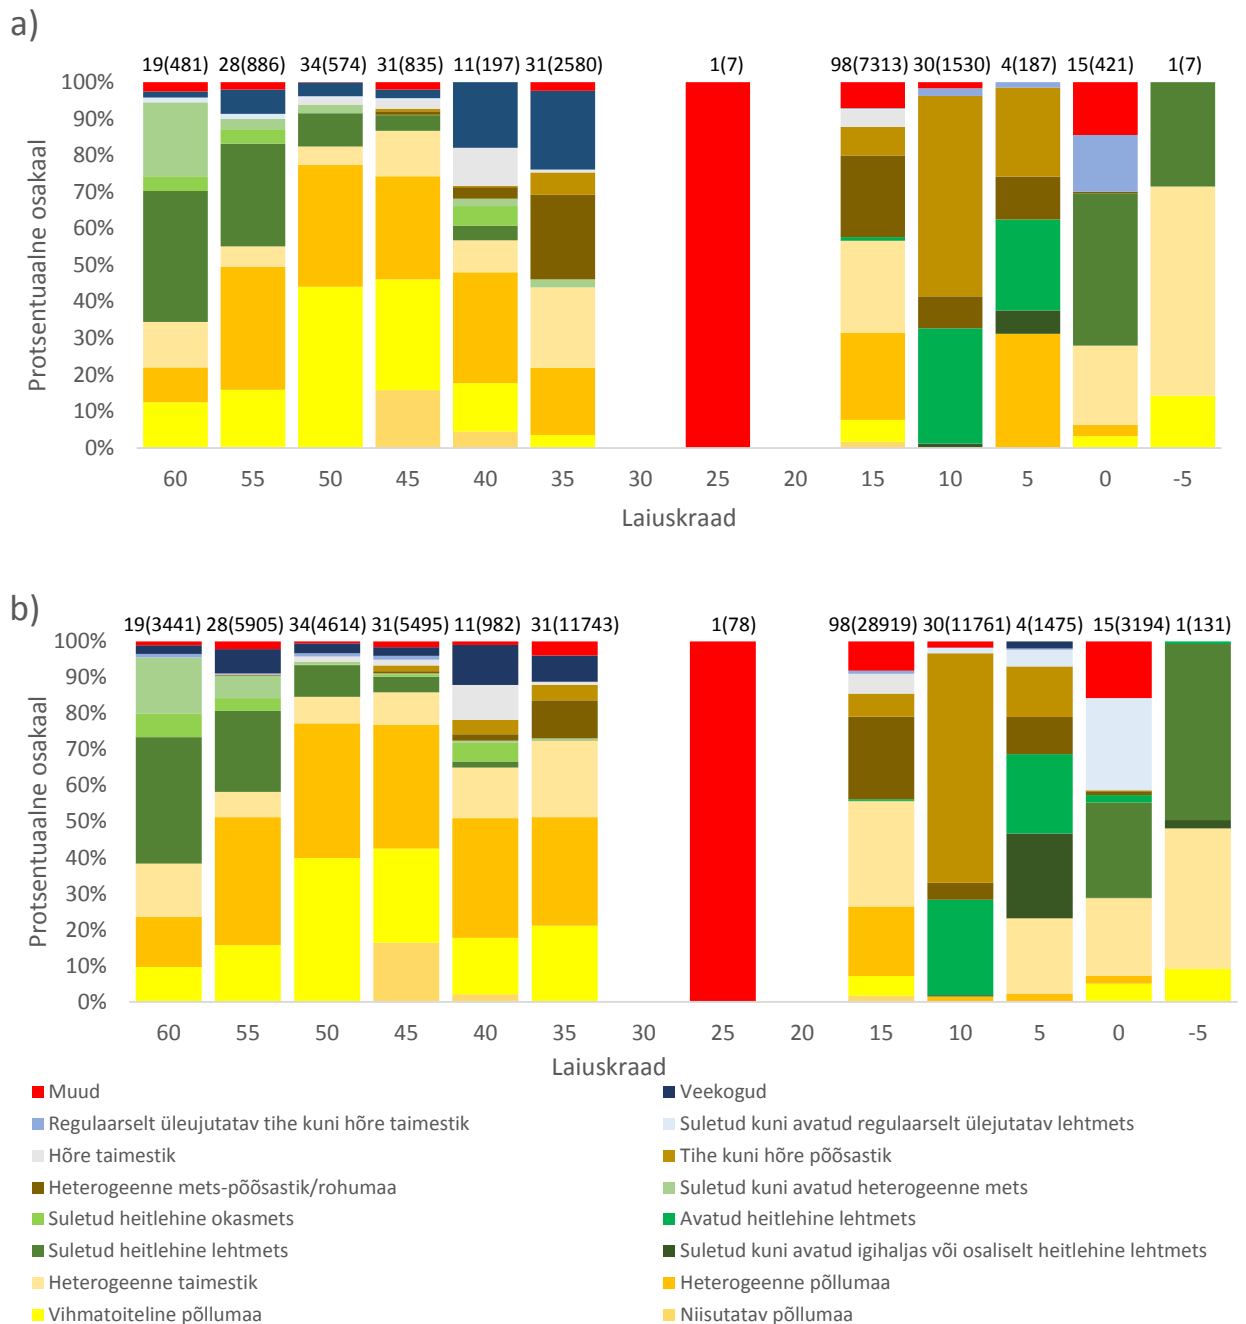 a)
19(481) 28(886) 34(574) 31(835) 11(197) 31(2580) 1(7) 98(7313) 30(1530) 4(187) 15(421) 1(7)
100%
90%
80%
70%
60%
50%
40%
30%
20%
10%
0%
Protsentuaalne osakaal
60 55 50 45 40 35 30 25 20 15 10 5 0 -5
Laiuskraad
b)
19(3441) 28(5905) 34(4614) 31(5495) 11(982) 31(11743) 1(78) 98(28919) 30(11761) 4(1475) 15(3194) 1(131)
100%
90%
80%
70%
60%
50%
40%
30%
20%
10%
0%
Protsentuaalne osakaal
60 55 50 45 40 35 30 25 20 15 10 5 0 -5
Laiuskraad
Muud Veekogud
Regulaarselt üleujutatav tihe kuni hõre taimestik Suletud kuni avatud regulaarselt ülejutatav lehtmets
Hõre taimestik Tihe kuni hõre põõsastik
Heterogeenne mets-põõsastik/rohumaa Suletud kuni avatud heterogeenne mets
Suletud heitlehine okasmets Avatud heitlehine lehtmets
Suletud heitlehine lehtmets Suletud kuni avatud igihaljas või osaliselt heitlehine lehtmets
Heterogeenne taimestik Heterogeenne põllumaa
Vihmatoiteline põllumaa Niisutatav põllumaa